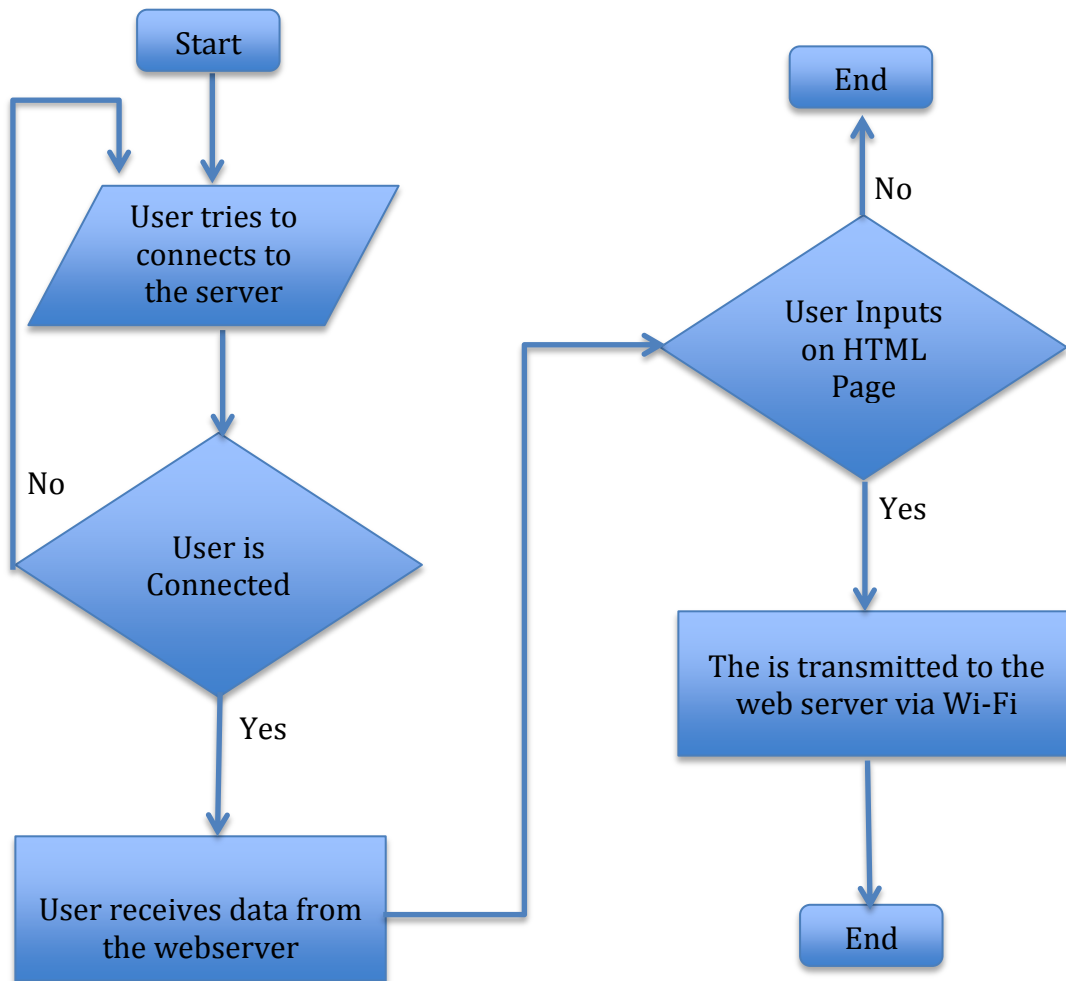 Start
User tries to
connects to
the server
No
User is
Connected
Yes
User receives data from
the webserver
End
No
User Inputs
on HTML
Page
Yes
The is transmitted to the
web server via Wi-Fi
End